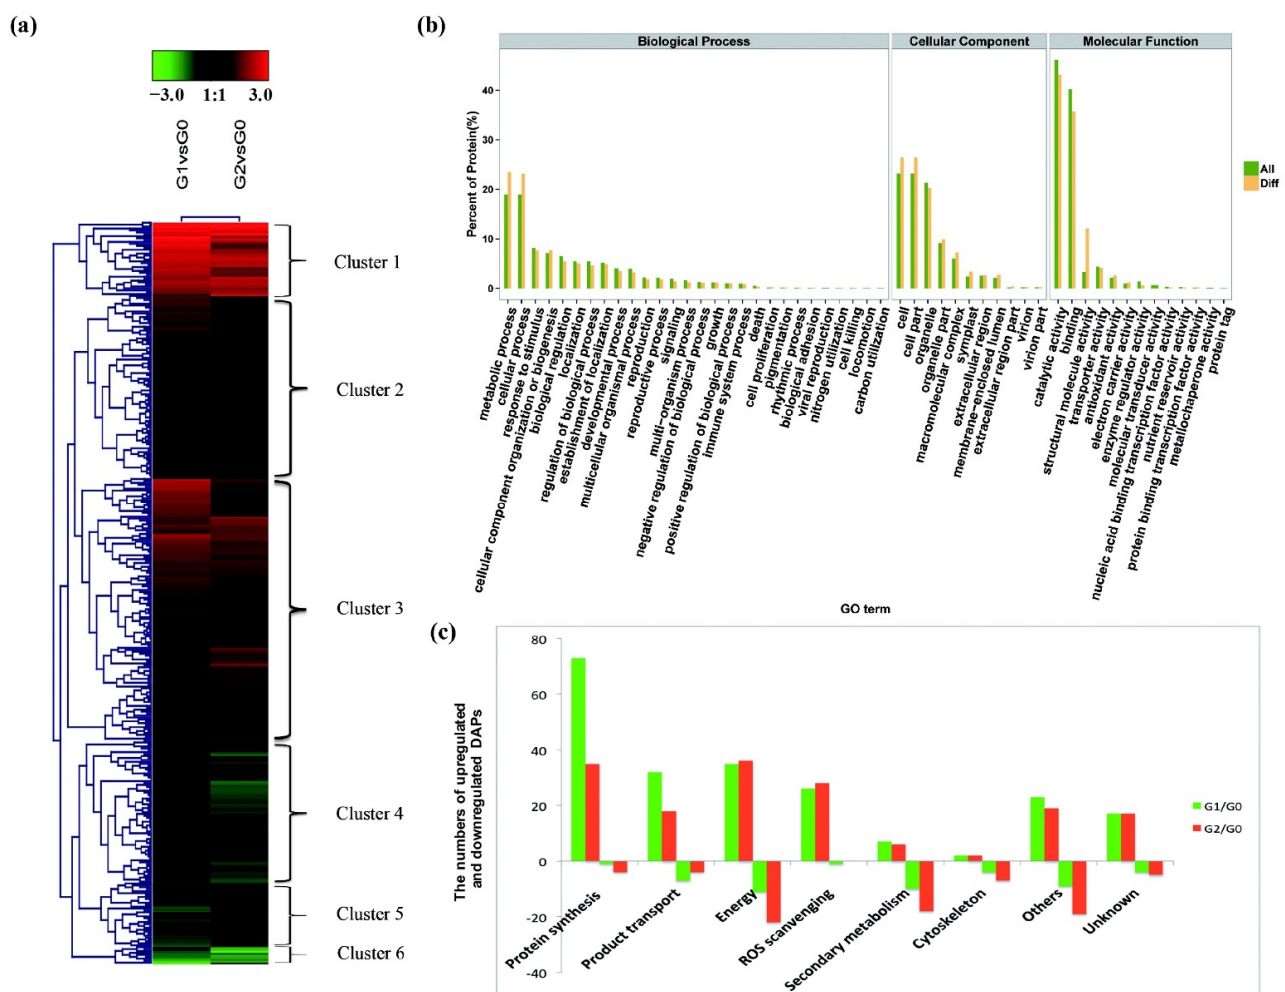 (a)
−3.0 1:1 3.0
G1vsG0
G2vsG0
Cluster 1
Cluster 2
Cluster 3
Cluster 4
Cluster 5
Cluster 6
(b)
Biological Process
Cellular Component
Molecular Function
Percent of Protein(%)
40
30
20
10
0
All
Diff
metabolic process
cellular process
response to stimulus
cellular component organization or biogenesis
biological regulation
localization
regulation of biological process
establishment of localization
developmental process
multicellular organismal process
reproduction
reproductive process
signaling
multi-organism process
negative regulation of biological process
growth
positive regulation of biological process
immune system process
death
cell proliferation
pigmentation
rhythmic process
biological adhesion
viral reproduction
nitrogen utilization
cell killing
locomotion
carbon utilization
cell
cell part
organelle
organelle part
macromolecular complex
symplast
extracellular region
membrane-enclosed lumen
extracellular region part
virion
virion part
catalytic activity
binding
structural molecule activity
transporter activity
antioxidant activity
electron carrier activity
enzyme regulator activity
molecular transducer activity
nucleic acid binding transcription factor activity
nutrient reservoir activity
protein binding transcription factor activity
metallochaperone activity
protein tag
GO term
(c)
The numbers of upregulated
and downregulated DAPs
80
60
40
20
0
-20
-40
Protein synthesis
Product transport
Energy
ROS scanvenging
Secondary metabolism
Cytoskeleton
Others
Unknown
G1/G0
G2/G0